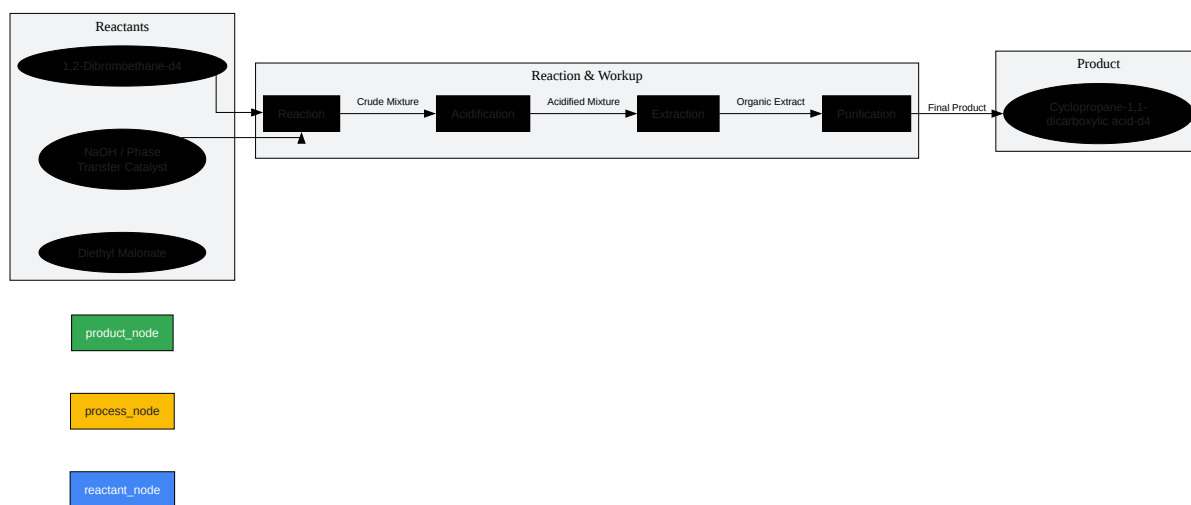 Reactants
1,2-Dibromoethane-d4
NaOH / Phase
Transfer Catalyst
Diethyl Malonate
Reaction & Workup
Reaction
Crude Mixture
Acidification
Acidified Mixture
Extraction
Organic Extract
Purification
Final Product
Product
Cyclopropane-1,1-
dicarboxylic acid-d4
product_node
process_node
reactant_node